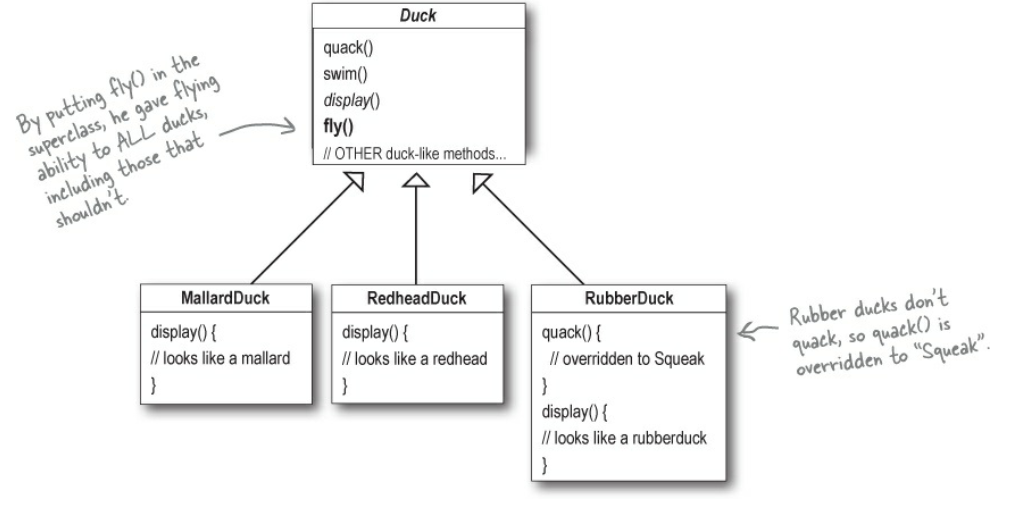 Duck
quack()
swim()
display()
fly()
// OTHER duck-like methods...
By putting fly() in the
superclass, he gave flying
ability to ALL ducks,
including those that
shouldn't.
MallardDuck
display() {
// looks like a mallard
}
RedheadDuck
display() {
// looks like a redhead
}
RubberDuck
quack() {
// overridden to Squeak
}
display() {
// looks like a rubberduck
}
Rubber ducks don't
quack, so quack() is
overridden to "Squeak".